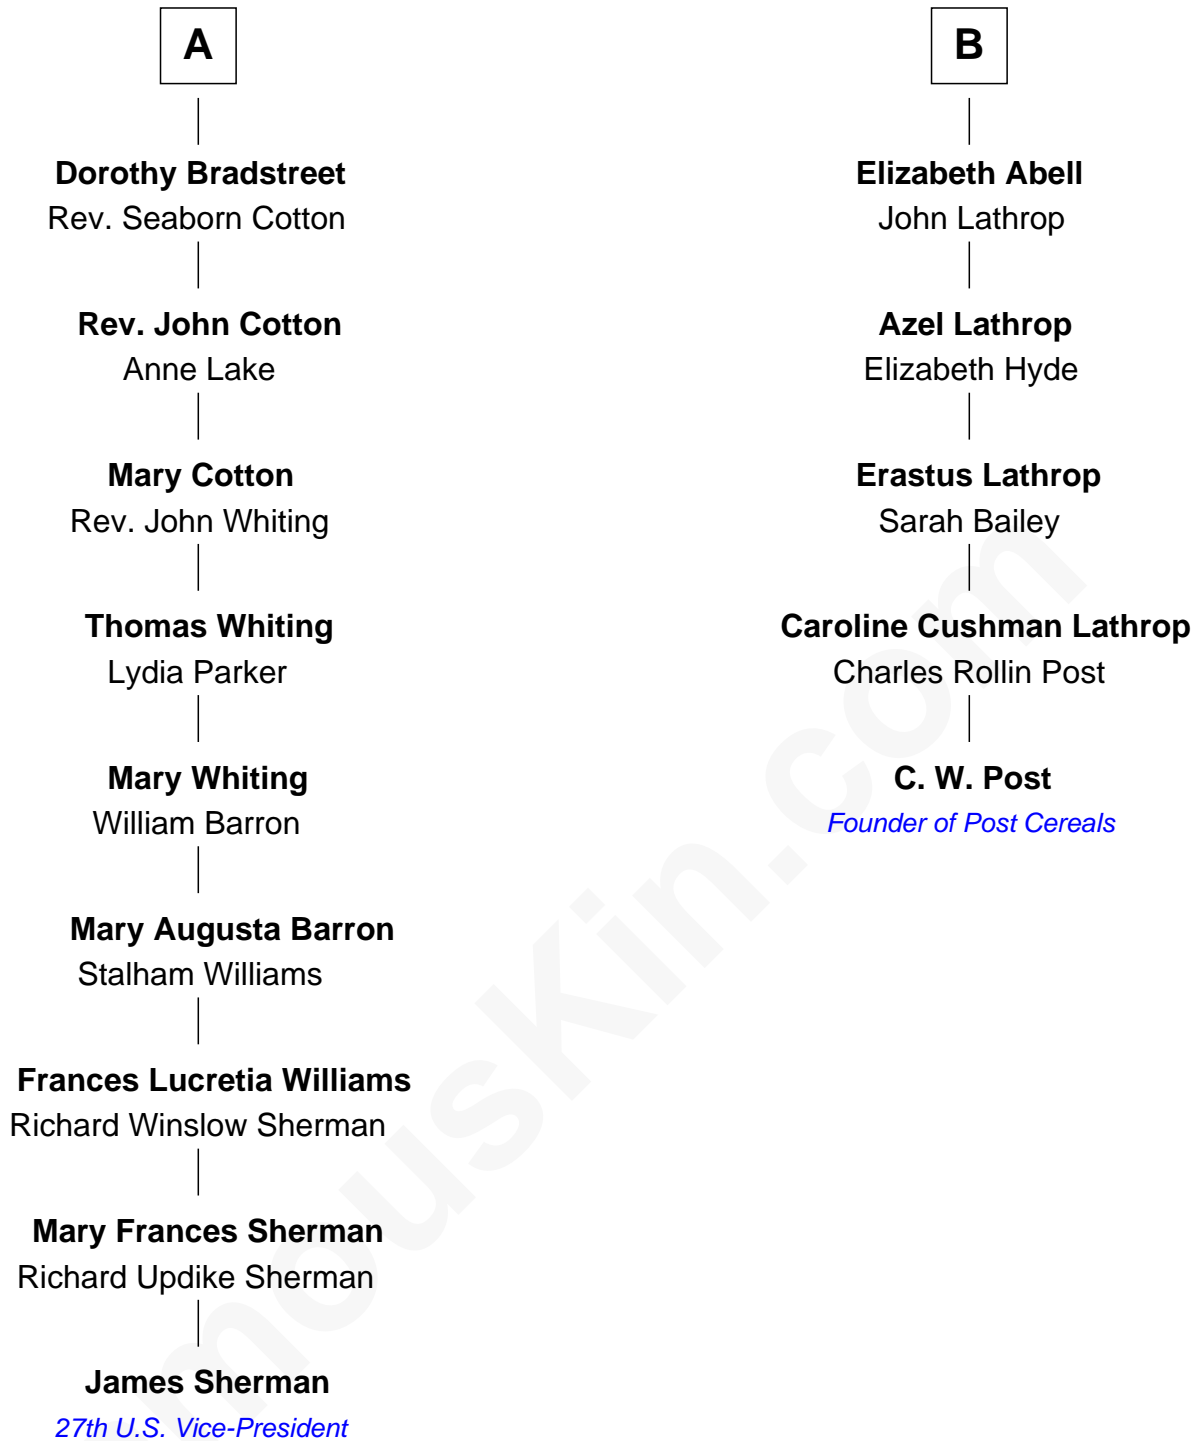 A
Dorothy Bradstreet
Rev. Seaborn Cotton
Rev. John Cotton
Anne Lake
Mary Cotton
Rev. John Whiting
Thomas Whiting
Lydia Parker
Mary Whiting
William Barron
Mary Augusta Barron
Stalham Williams
Frances Lucretia Williams
Richard Winslow Sherman
Mary Frances Sherman
Richard Updike Sherman
James Sherman
27th U.S. Vice-President
B
Elizabeth Abell
John Lathrop
Azel Lathrop
Elizabeth Hyde
Erastus Lathrop
Sarah Bailey
Caroline Cushman Lathrop
Charles Rollin Post
C. W. Post
Founder of Post Cereals
mousKin.com